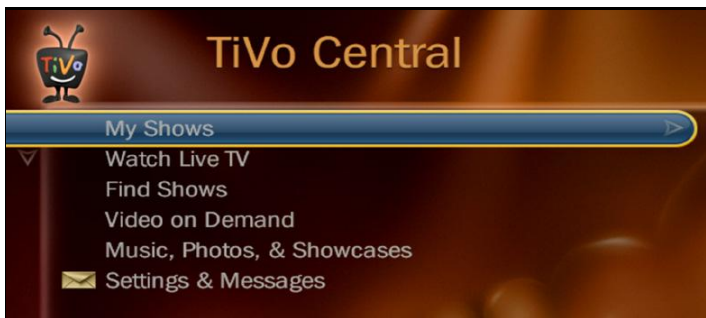 TiVo
TiVo Central
My Shows
Watch Live TV
Find Shows
Video on Demand
Music, Photos, & Showcases
Settings & Messages